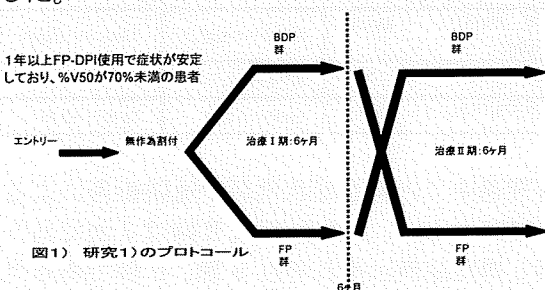 した。
1年以上FP-DPI使用で症状が安定
しており、%V50が70%未満の患者
BDP
群
BDP
群
エントリー
無作為割付
治療Ⅰ期:6ヶ月
治療Ⅱ期:6ヶ月
図1) 研究1)のプロトコール
FP
群
FP
群
6ヶ月